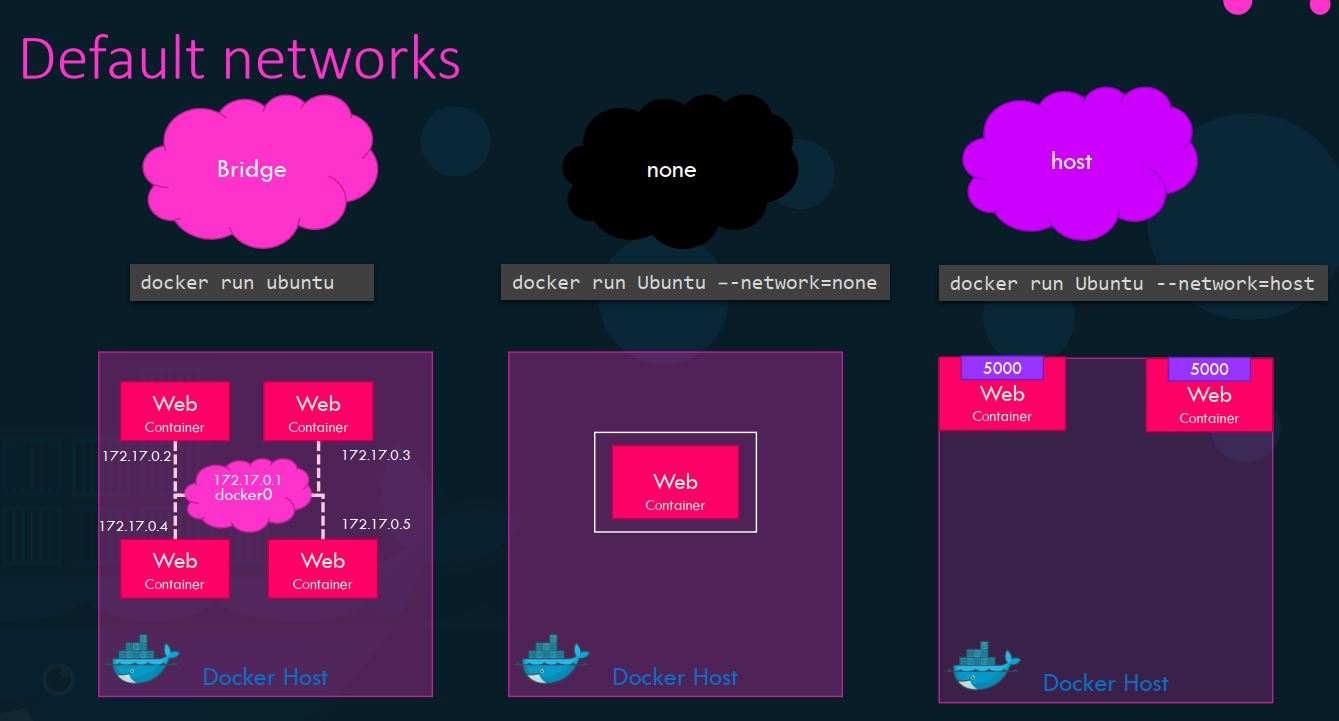 Default networks
Bridge
none
host
docker run ubuntu
docker run Ubuntu –-network=none
docker run Ubuntu --network=host
Web
Container
Web
Container
172.17.0.2
172.17.0.3
172.17.0.1
docker0
172.17.0.4
172.17.0.5
Web
Container
Web
Container
Docker Host
Web
Container
Docker Host
5000
Web
Container
5000
Web
Container
Docker Host